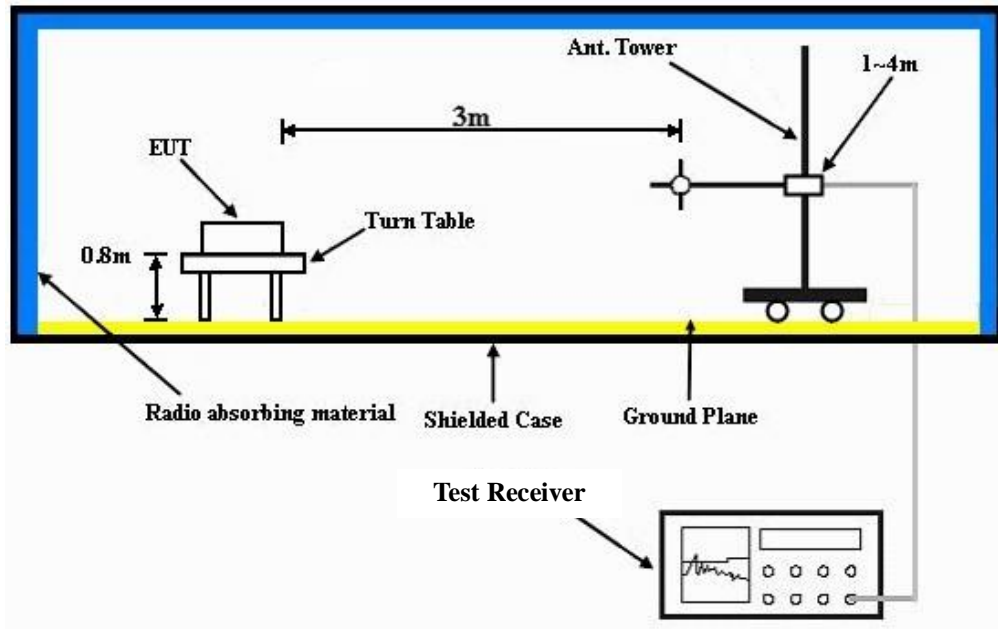 Ant. Tower
1~4m
3m
EUT
Turn Table
0.8m
Radio absorbing material
Shielded Case
Ground Plane
Test Receiver